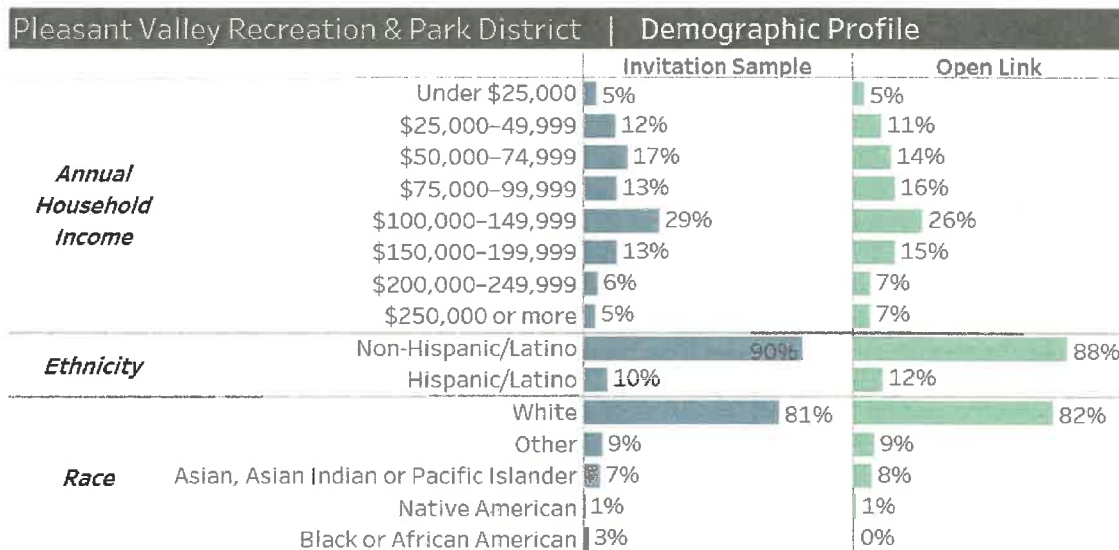 Pleasant Valley Recreation & Park District | Demographic Profile
Invitation Sample Open Link
Annual Household Income
Under $25,000 5% 5%
$25,000–49,999 12% 11%
$50,000–74,999 17% 14%
$75,000–99,999 13% 16%
$100,000–149,999 29% 26%
$150,000–199,999 13% 15%
$200,000–249,999 6% 7%
$250,000 or more 5% 7%
Ethnicity
Non-Hispanic/Latino 90% 88%
Hispanic/Latino 10% 12%
Race
White 81% 82%
Other 9% 9%
Asian, Asian Indian or Pacific Islander 7% 8%
Native American 1% 1%
Black or African American 3% 0%